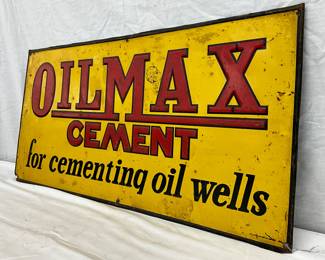 OILMAX
CEMENT
for cementing oil wells